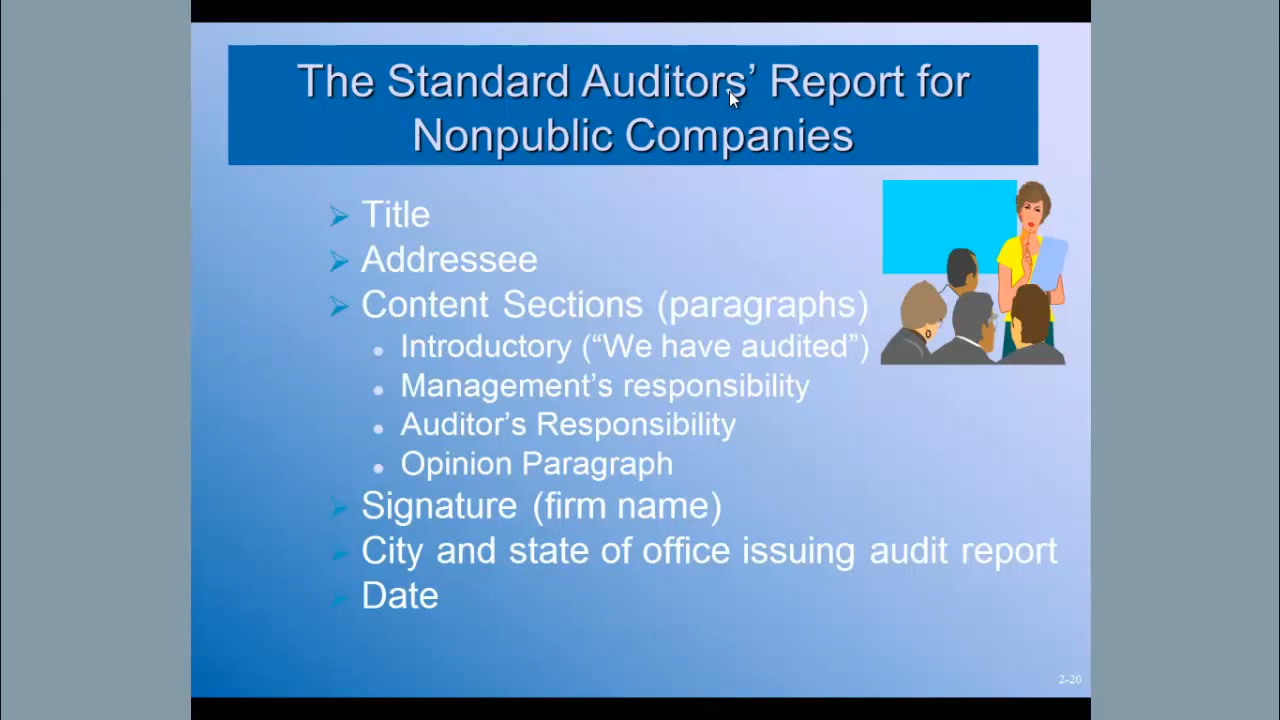 The Standard Auditors’ Report for
Nonpublic Companies
Title
Addressee
Content Sections (paragraphs)
Introductory (“We have audited”)
Management’s responsibility
Auditor’s Responsibility
Opinion Paragraph
Signature (firm name)
City and state of office issuing audit report
Date
2-20